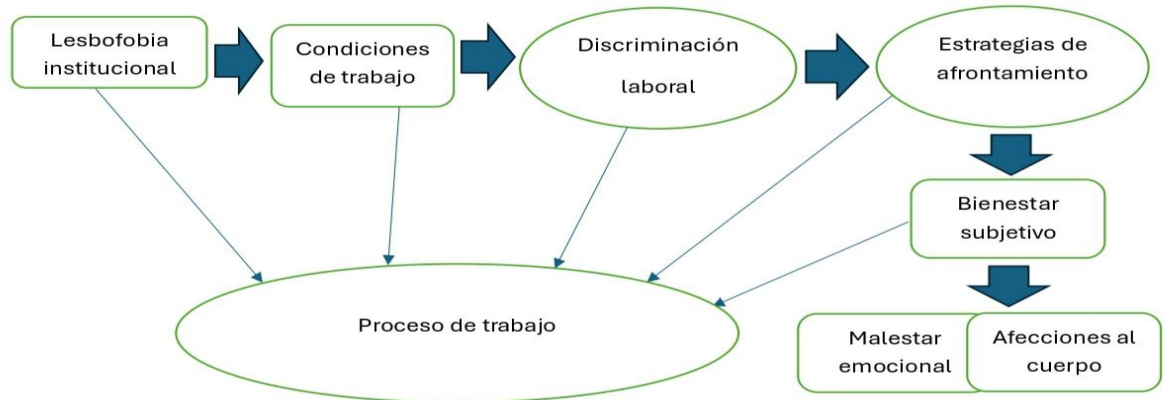 Lesbofobia
institucional
Condiciones
de trabajo
Discriminación
laboral
Estrategias de
afrontamiento
Bienestar
subjetivo
Proceso de trabajo
Malestar
emocional
Afecciones al
cuerpo